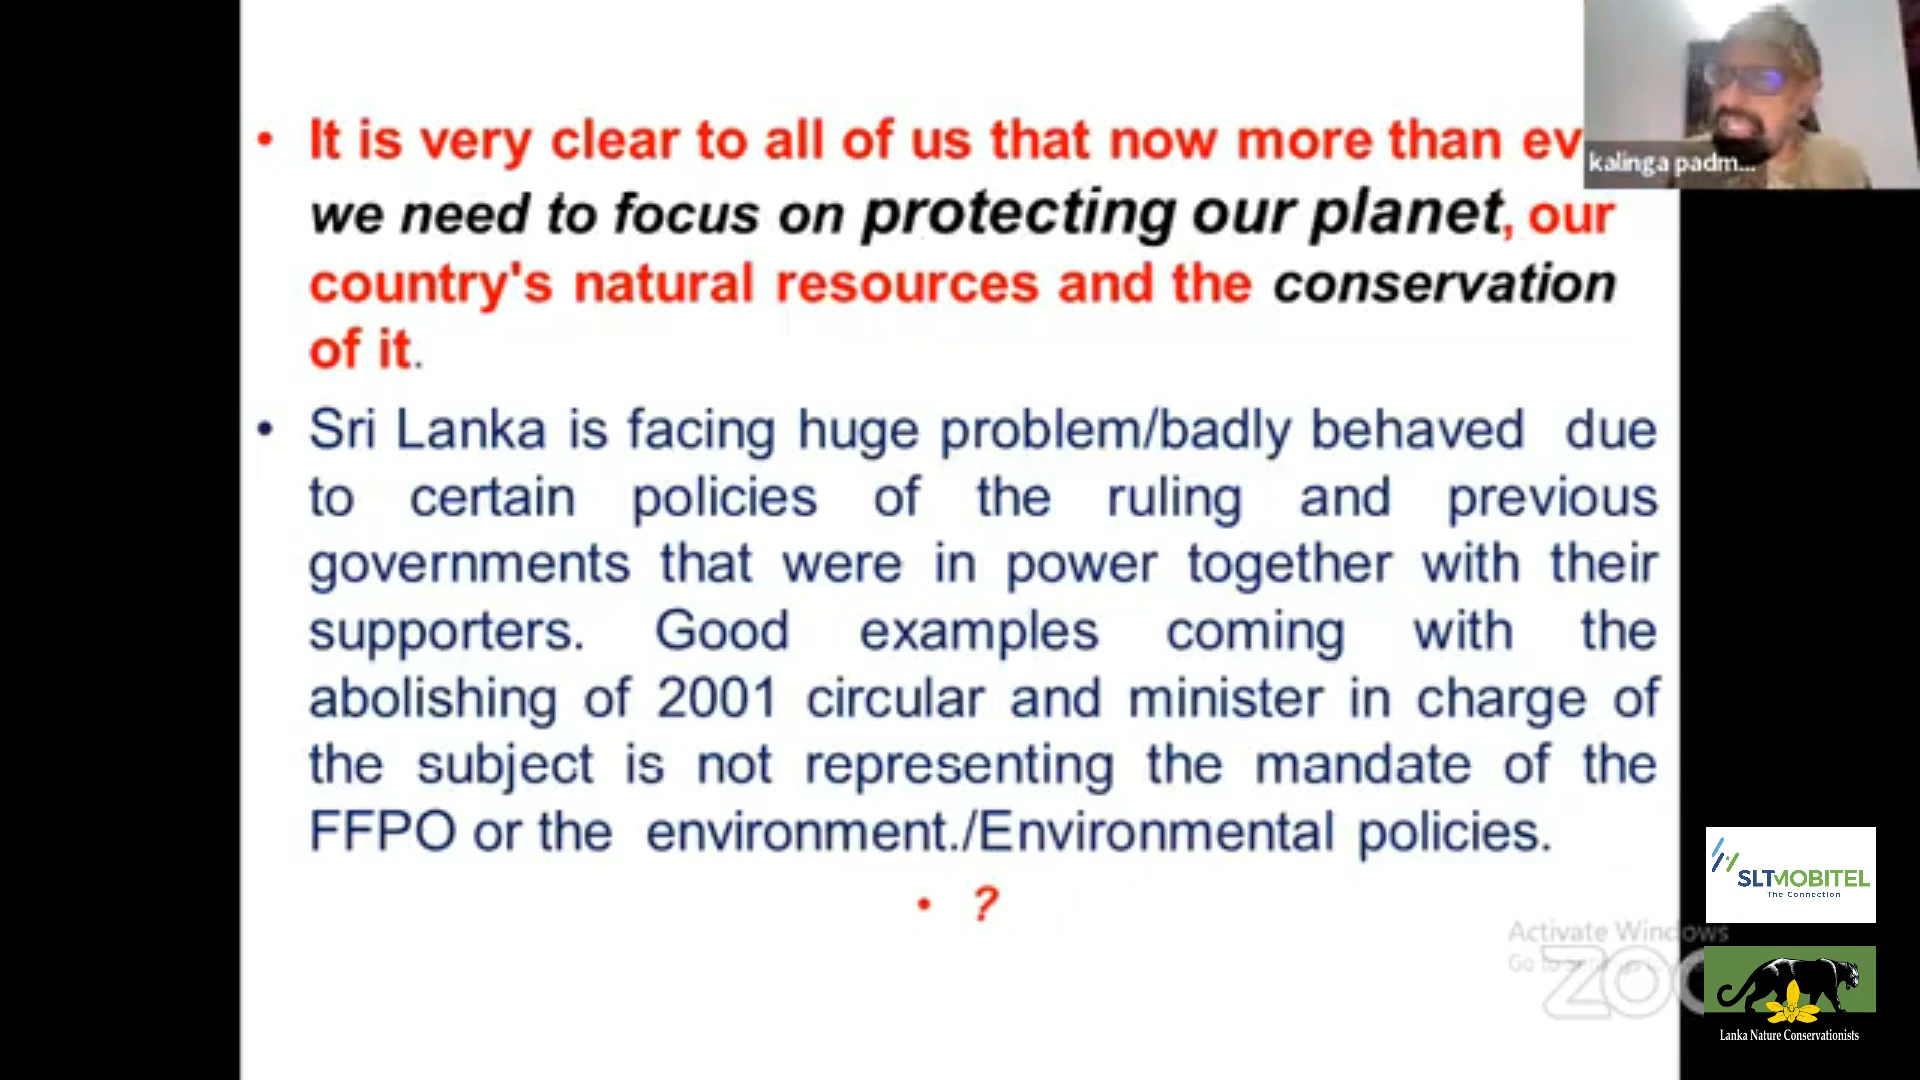 • It is very clear to all of us that now more than ev
we need to focus on protecting our planet, our
country's natural resources and the conservation
of it.
• Sri Lanka is facing huge problem/badly behaved due
to certain policies of the ruling and previous
governments that were in power together with their
supporters. Good examples coming with the
abolishing of 2001 circular and minister in charge of
the subject is not representing the mandate of the
FFPO or the environment./Environmental policies.
• ?
kalinga padm...
SLTMOBITEL
The Connection
Activate Windows
Go to
ZOO
Lanka Nature Conservationists